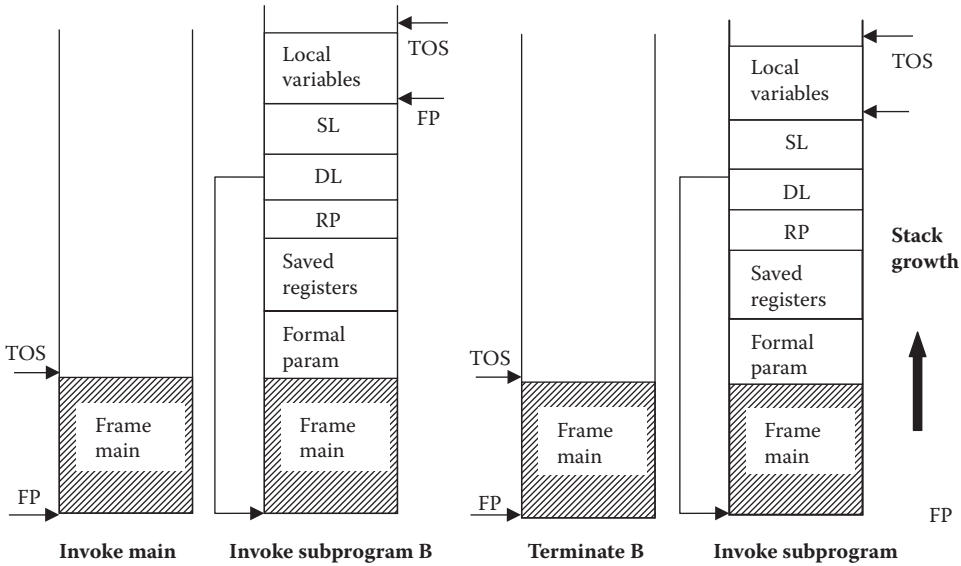 TOS
FP
Frame
main
Invoke main
TOS
FP
Local
variables
SL
DL
RP
Saved
registers
Formal
param
Frame
main
Invoke subprogram B
TOS
FP
Frame
main
Terminate B
TOS
Local
variables
SL
DL
RP
Saved
registers
Formal
param
Frame
main
Invoke subprogram
Stack
growth
FP